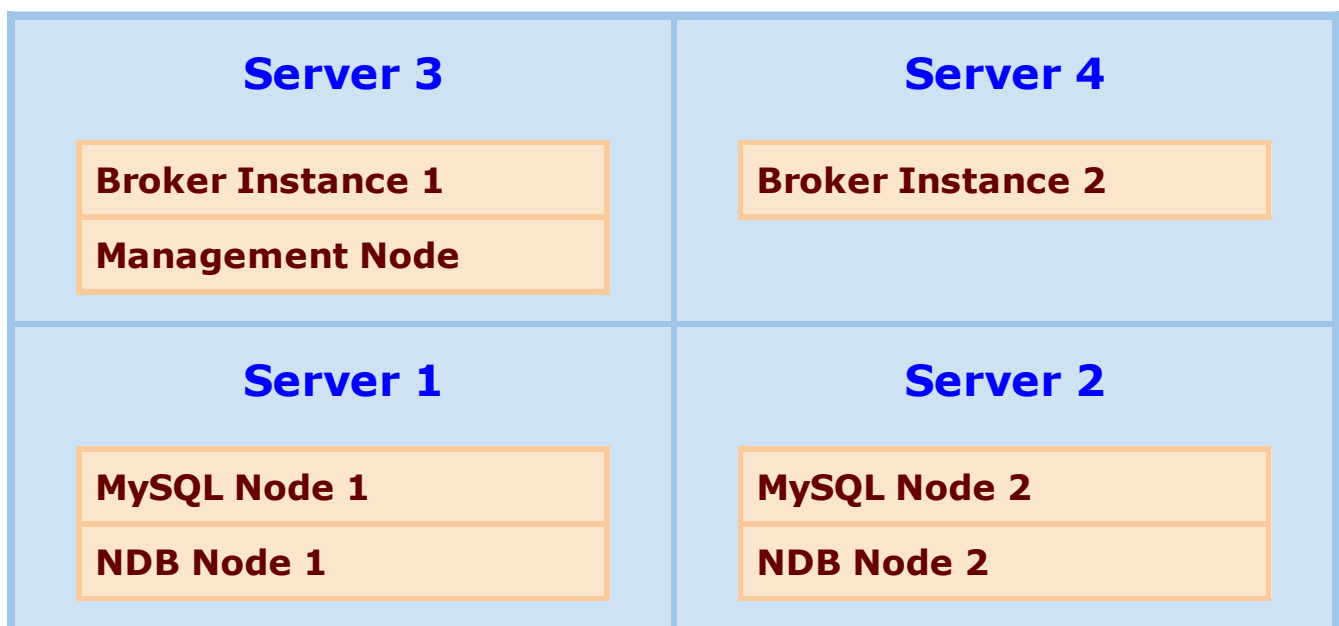 Server 3
Server 4
Broker Instance 1
Broker Instance 2
Management Node
Server 1
Server 2
MySQL Node 1
MySQL Node 2
NDB Node 1
NDB Node 2